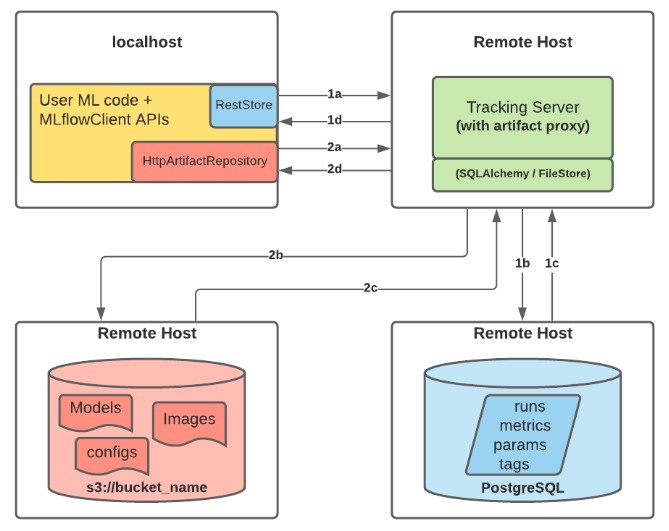 localhost
User ML code +
MLflowClient APIs
RestStore
HttpArtifactRepository
1a
1d
2a
2d
Remote Host
Tracking Server
(with artifact proxy)
(SQLAlchemy / FileStore)
2b
2c
1b
1c
Remote Host
Models
Images
configs
s3://bucket_name
Remote Host
runs
metrics
params
tags
PostgreSQL